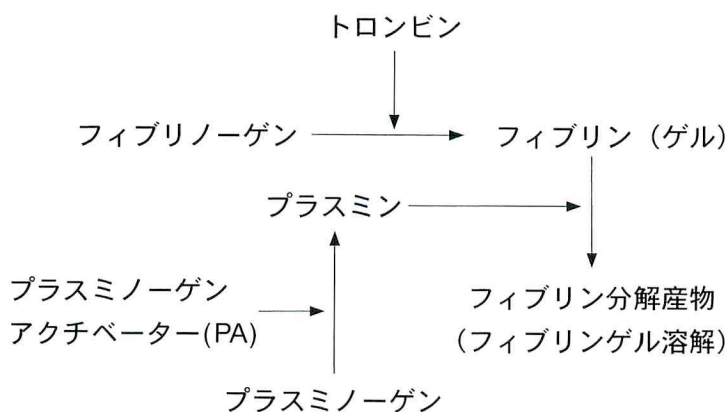 トロンビン
フィブリノーゲン
フィブリン（ゲル）
プラスミン
プラスミノーゲン
アクチベーター(PA)
フィブリン分解産物
（フィブリンゲル溶解）
プラスミノーゲン